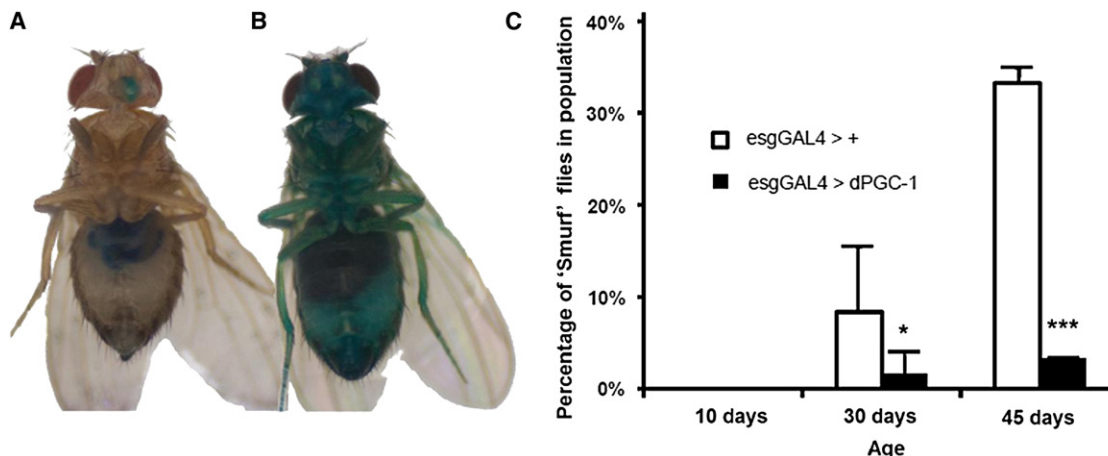 A
B
C
Percentage of ‘Smurf’ flies in population
40%
30%
20%
10%
0%
esgGAL4 > +
esgGAL4 > dPGC-1
*
***
10 days
30 days
45 days
Age